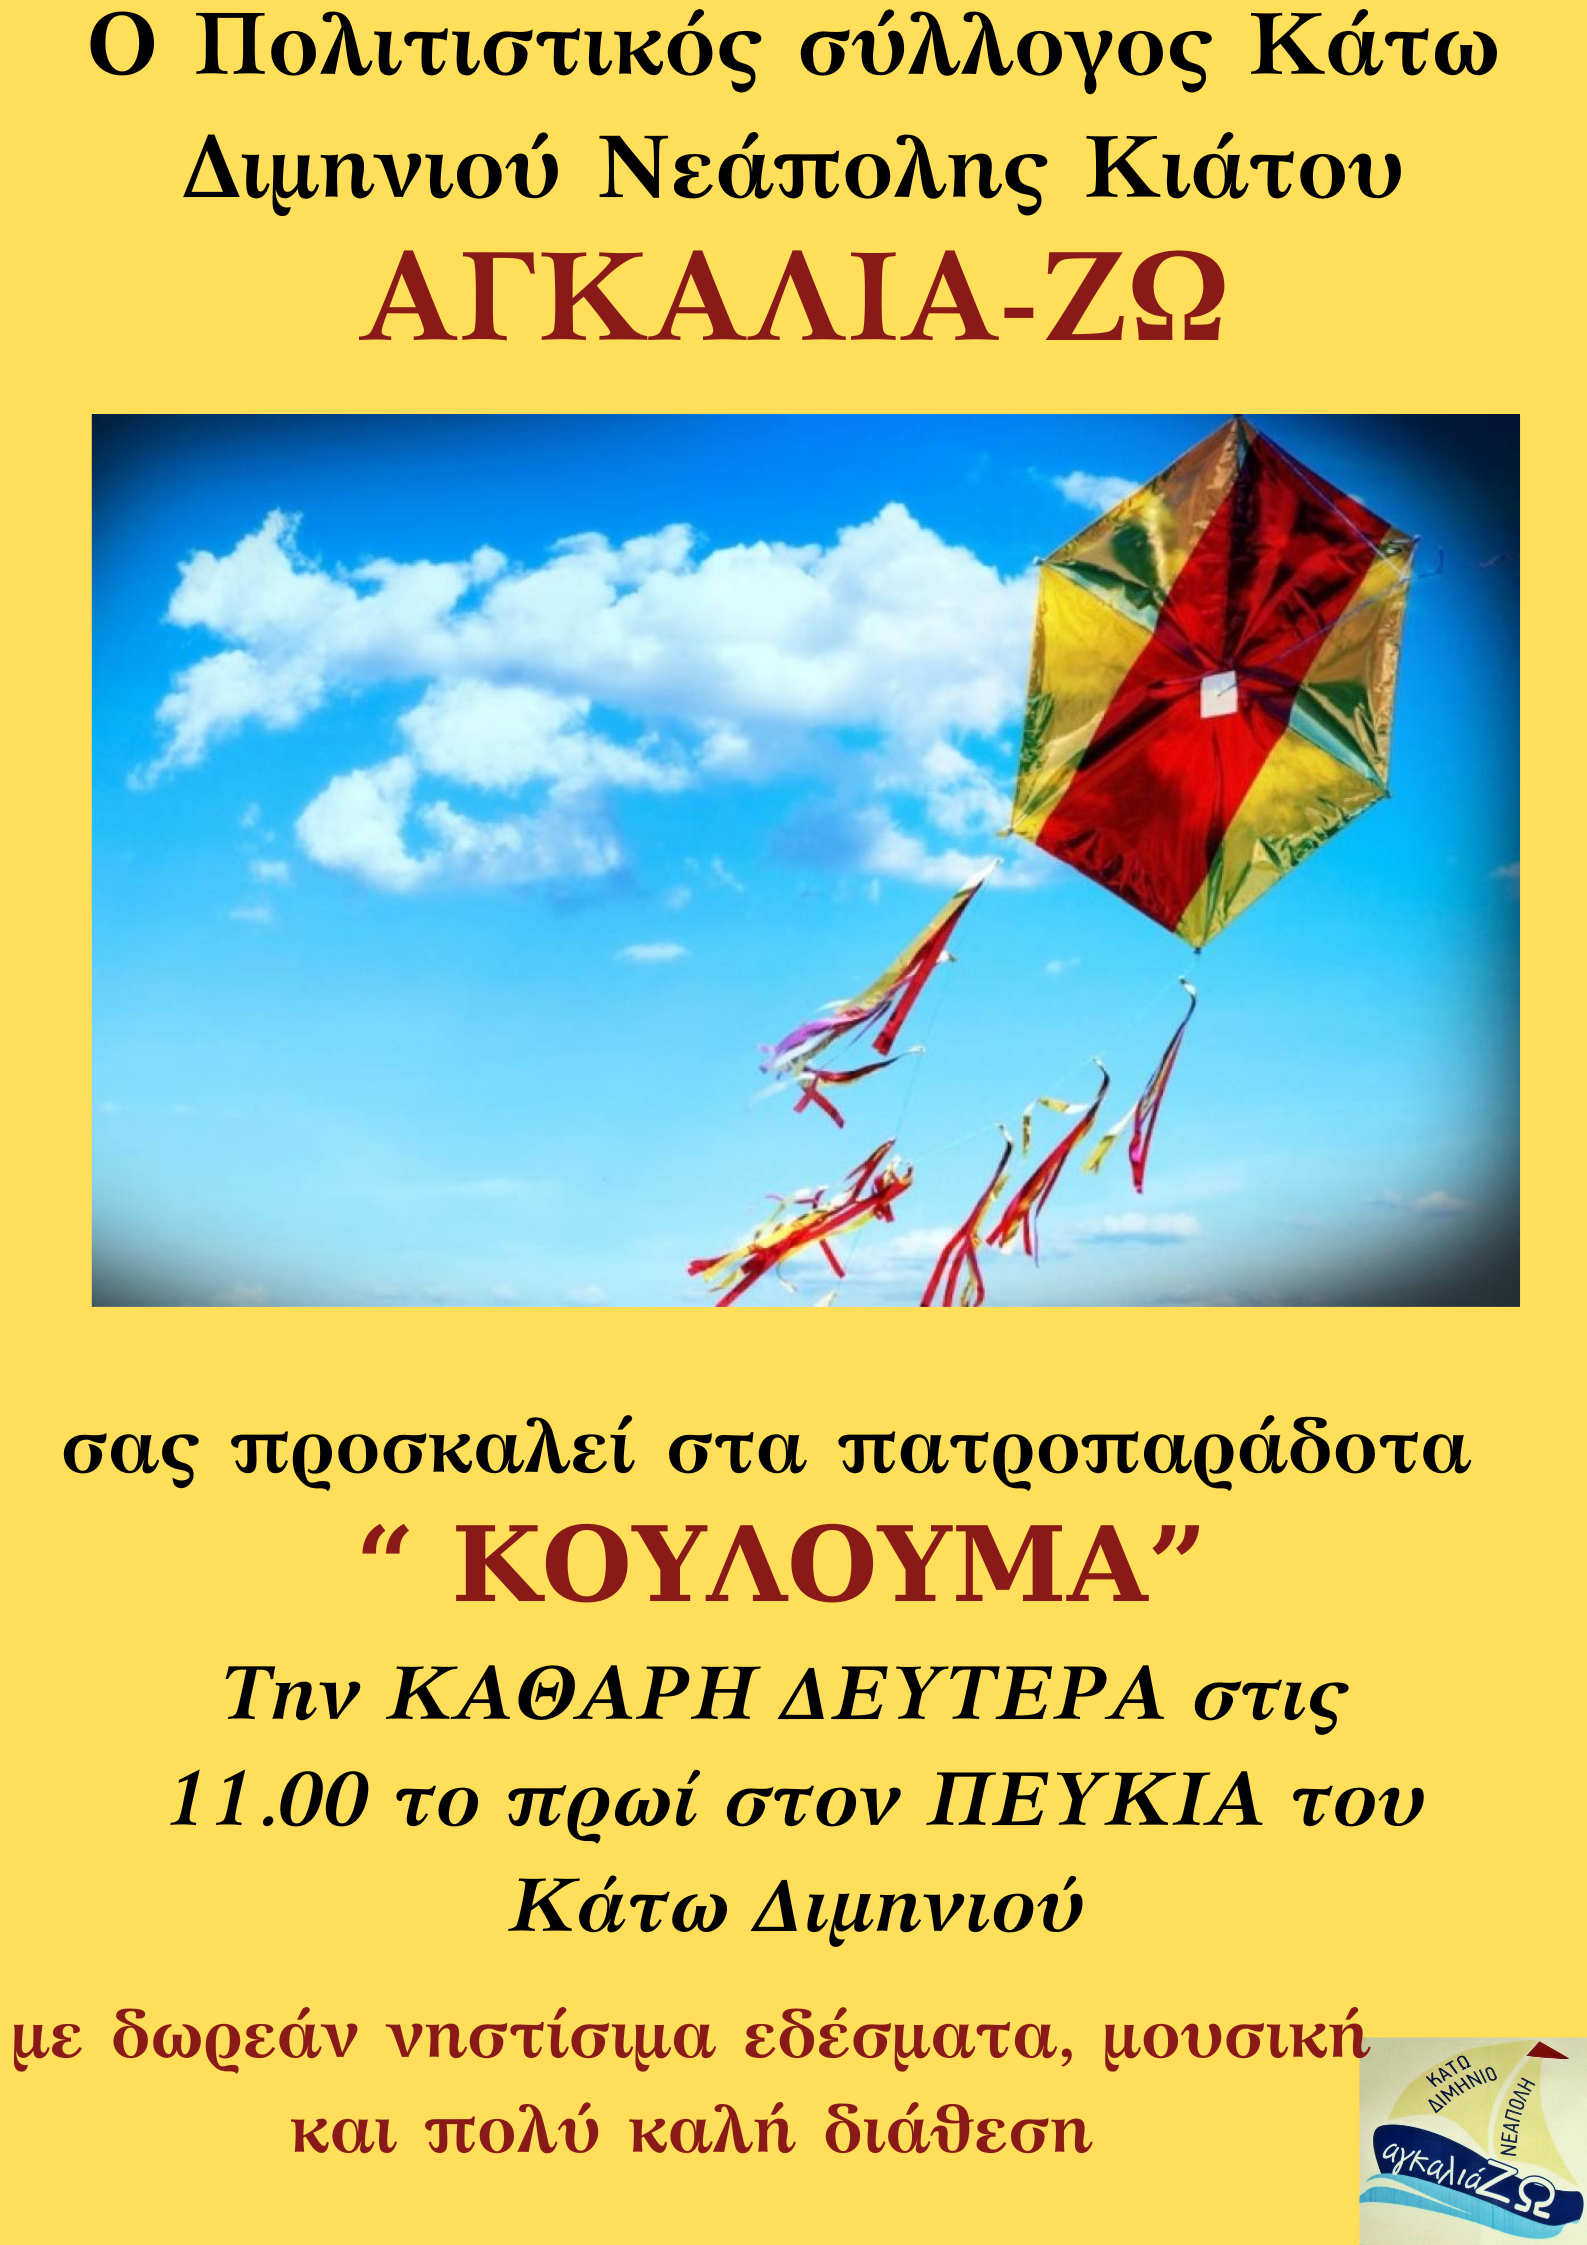 Ο Πολιτιστικός σύλλογος Κάτω
Διμηνιού Νεάπολης Κιάτου
ΑΓΚΑΛΙΑ-ΖΩ
σας προσκαλεί στα πατροπαράδοτα
“ ΚΟΥΛΟΥΜΑ”
Την ΚΑΘΑΡΗ ΔΕΥΤΕΡΑ στις
11.00 το πρωί στον ΠΕΥΚΙΑ του
Κάτω Διμηνιού
με δωρεάν νηστίσιμα εδέσματα, μουσική
και πολύ καλή διάθεση
ΚΑΤΩ
ΔΙΜΗΝΙΟ
ΝΕΑΠΟΛΗ
αγκαλιάΖΩ